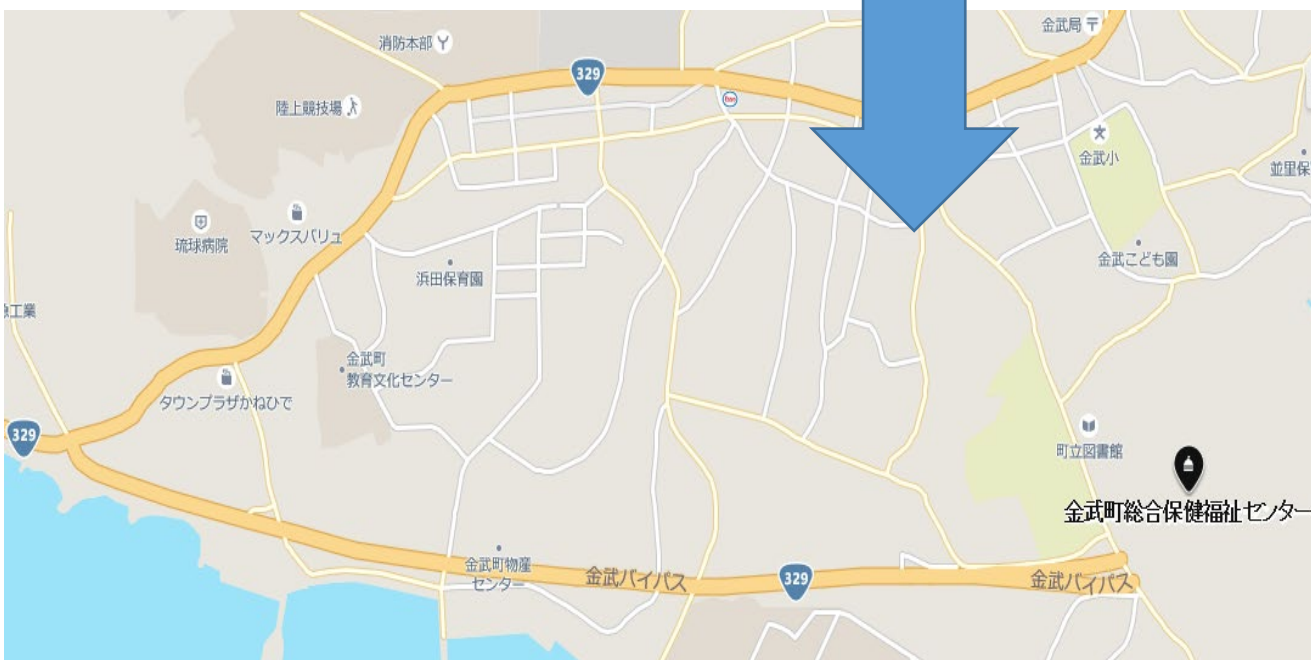 金武局
消防本部
329
陸上競技場
金武小
並里保
琉球病院
マックスバリュ
浜田保育園
金武こども園
急工業
金武町
教育文化センター
タウンプラザかねひで
329
町立図書館
金武町総合保健福祉センター
金武町物産
センター
金武バイパス
329
金武バイパス